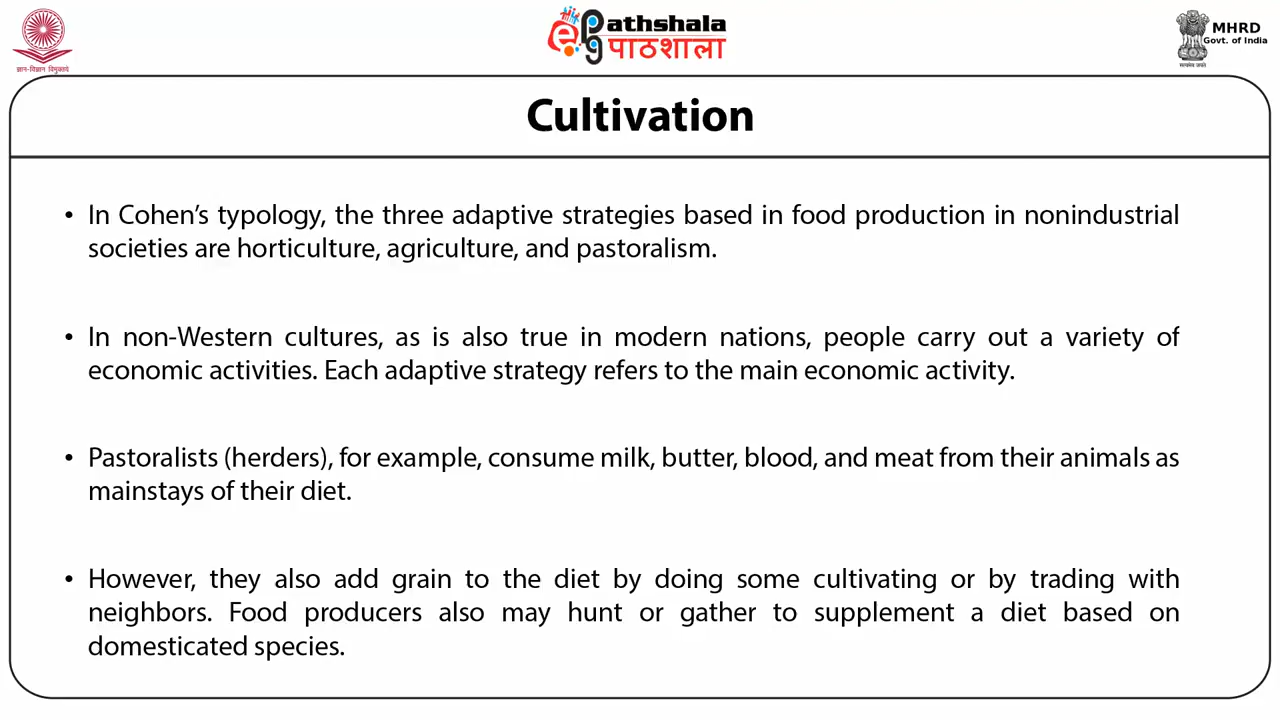 ज्ञान-विज्ञान विमुक्तये
ePathshala
पाठशाला
MHRD
Govt. of India
सत्यमेव जयते
Cultivation
• In Cohen’s typology, the three adaptive strategies based in food production in nonindustrial
societies are horticulture, agriculture, and pastoralism.
• In non-Western cultures, as is also true in modern nations, people carry out a variety of
economic activities. Each adaptive strategy refers to the main economic activity.
• Pastoralists (herders), for example, consume milk, butter, blood, and meat from their animals as
mainstays of their diet.
• However, they also add grain to the diet by doing some cultivating or by trading with
neighbors. Food producers also may hunt or gather to supplement a diet based on
domesticated species.